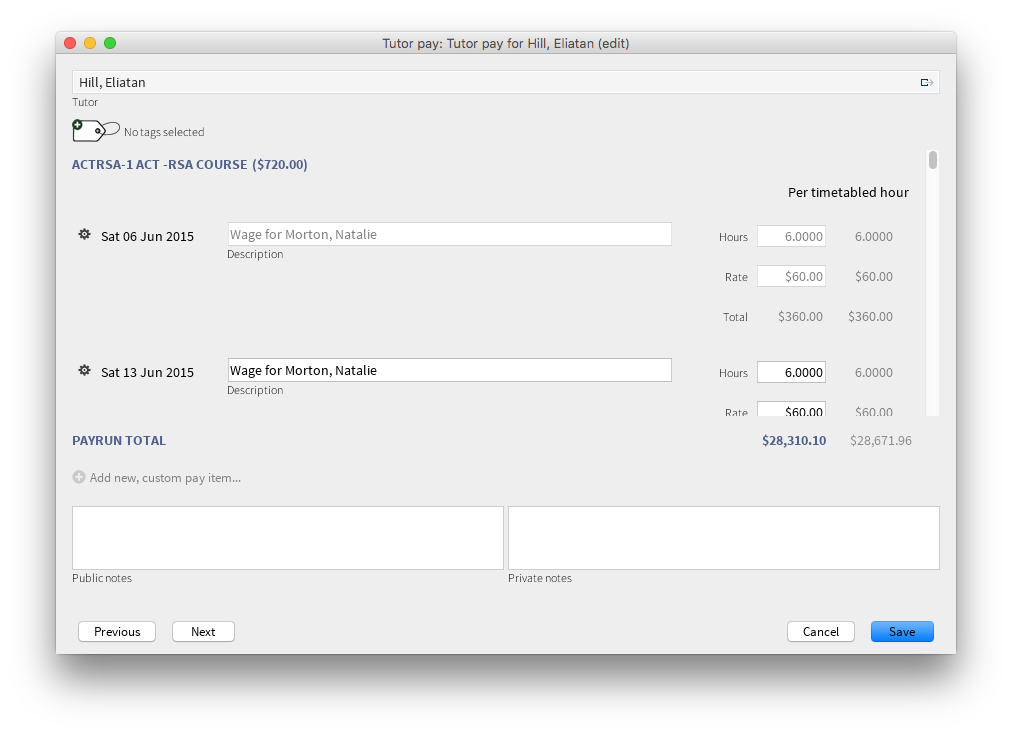 Tutor pay: Tutor pay for Hill, Eliatan (edit)
Hill, Eliatan
Tutor
No tags selected
ACTRSA-1 ACT -RSA COURSE ($720.00)
Per timetabled hour
Sat 06 Jun 2015 Wage for Morton, Natalie Hours 6.0000 6.0000
Description
Rate $60.00 $60.00
Total $360.00 $360.00
Sat 13 Jun 2015 Wage for Morton, Natalie Hours 6.0000 6.0000
Description
Rate $60.00 $60.00
PAYRUN TOTAL $28,310.10 $28,671.96
Add new, custom pay item...
Public notes Private notes
Previous Next Cancel Save